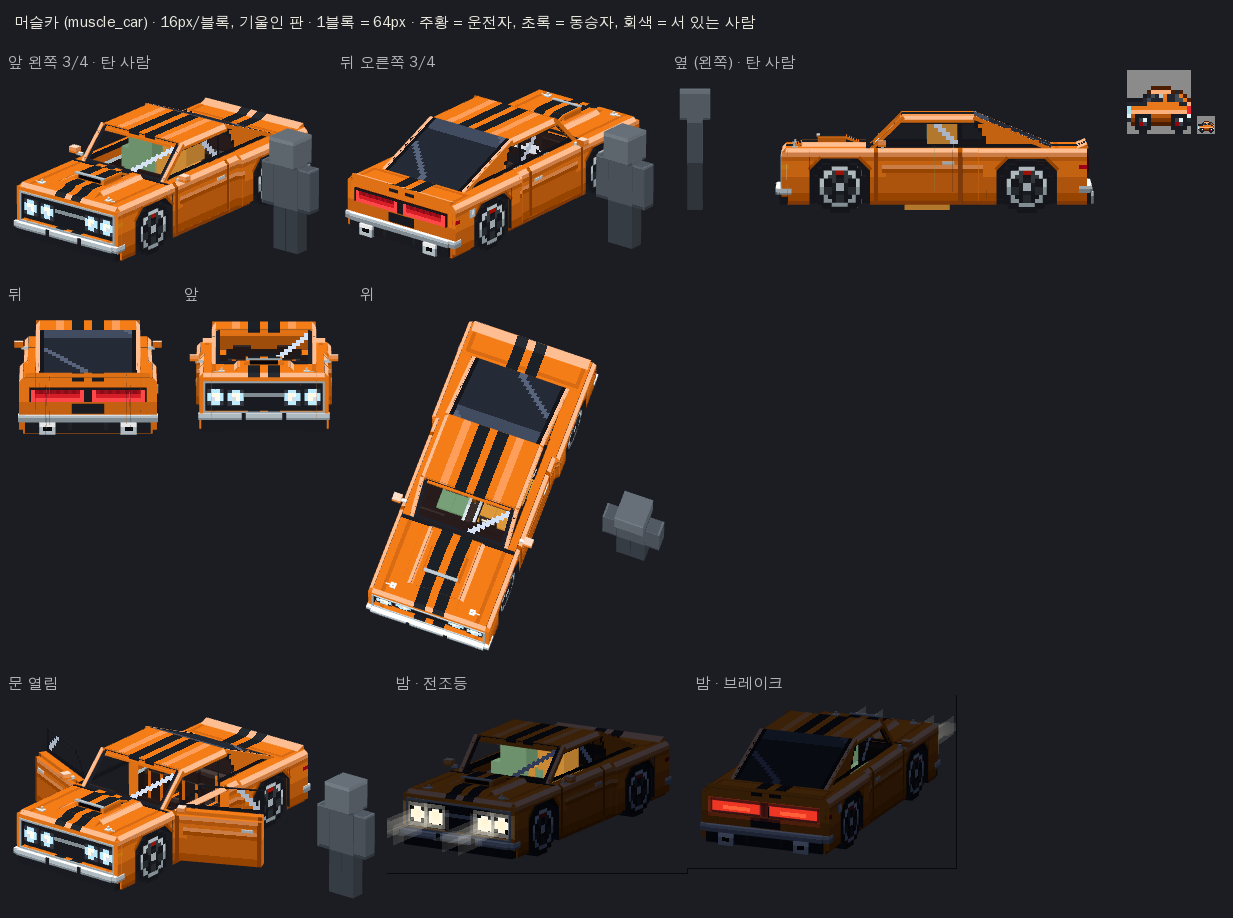 머슬카 (muscle_car) · 16px/블록, 기울인 판 · 1블록 = 64px · 주황 = 운전자, 초록 = 동승자, 회색 = 서 있는 사람
앞 왼쪽 3/4 · 탄 사람
뒤 오른쪽 3/4
옆 (왼쪽) · 탄 사람
뒤
앞
위
문 열림
밤 · 전조등
밤 · 브레이크